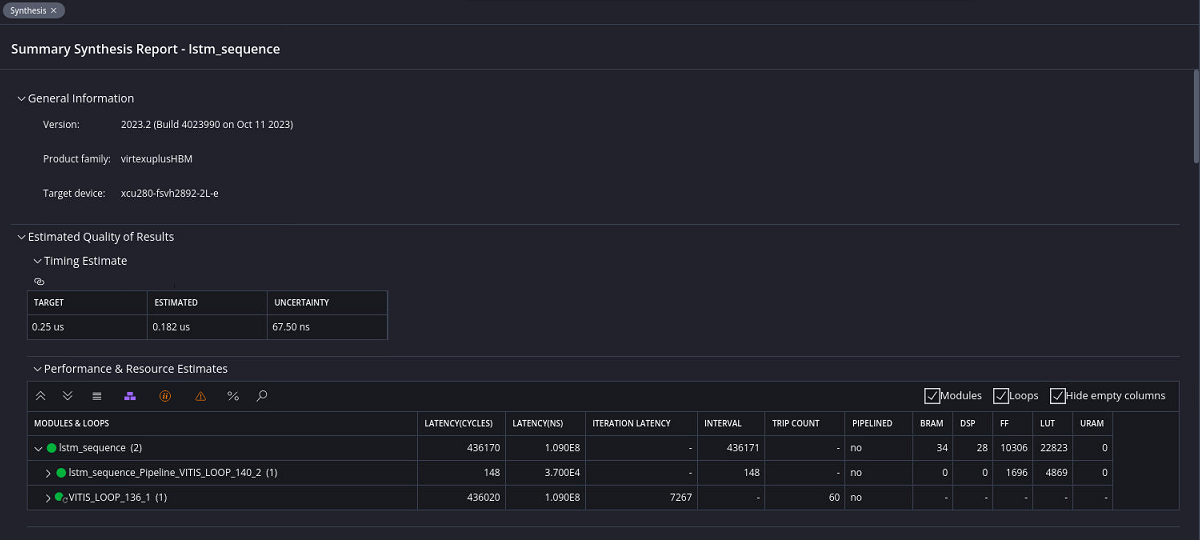 Synthesis ×
Summary Synthesis Report - lstm_sequence
General Information
Version: 2023.2 (Build 4023990 on Oct 11 2023)
Product family: virtexuplusHBM
Target device: xcu280-fsvh2892-2L-e
Estimated Quality of Results
Timing Estimate
TARGET ESTIMATED UNCERTAINTY
0.25 us 0.182 us 67.50 ns
Performance & Resource Estimates
% Modules Loops Hide empty columns
MODULES & LOOPS LATENCY(CYCLES) LATENCY(NS) ITERATION LATENCY INTERVAL TRIP COUNT PIPELINED BRAM DSP FF LUT URAM
lstm_sequence (2) 436170 1.090E8 - 436171 - no 34 28 10306 22823 0
lstm_sequence_Pipeline_VITIS_LOOP_140_2 (1) 148 3.700E4 - 148 - no 0 0 1696 4869 0
VITIS_LOOP_136_1 (1) 436020 1.090E8 7267 - 60 no - - - - -